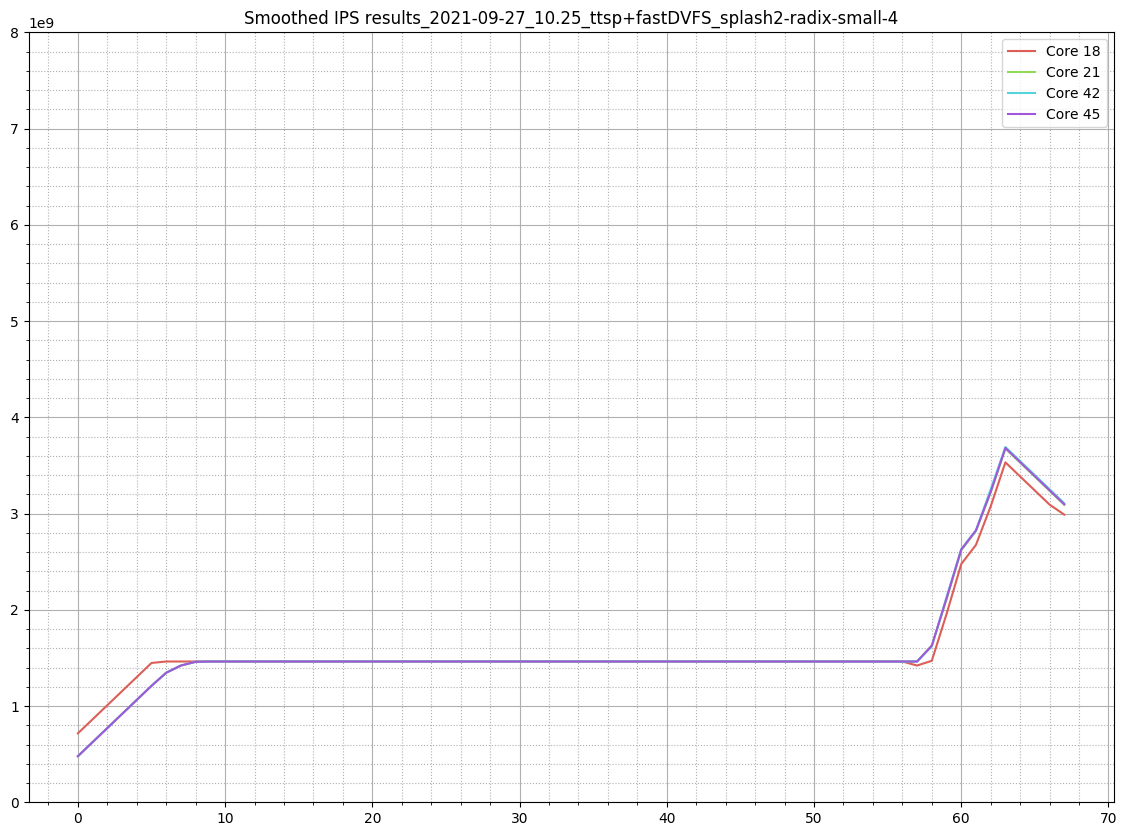 Smoothed IPS results_2021-09-27_10.25_ttsp+fastDVFS_splash2-radix-small-4
1e9
8
7
6
5
4
3
2
1
0
Core 18
Core 21
Core 42
Core 45
0 10 20 30 40 50 60 70